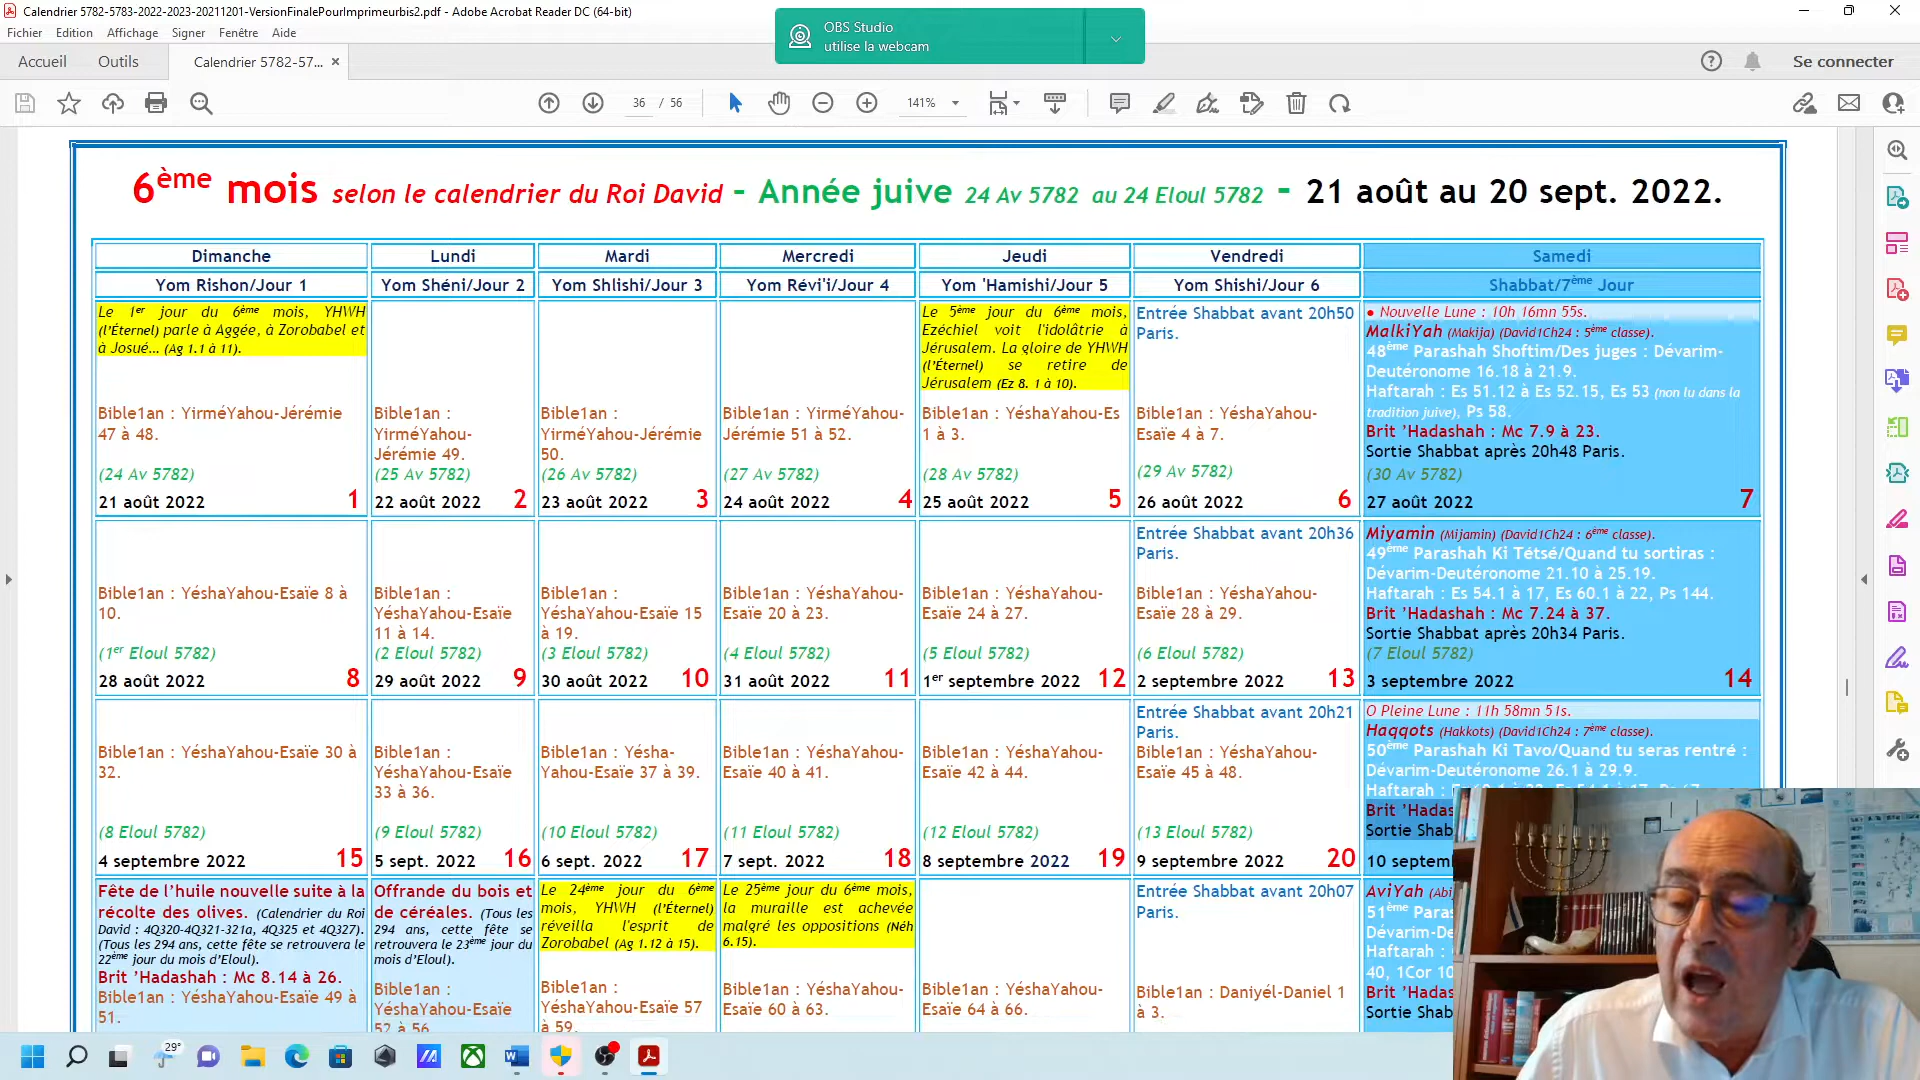 Calendrier 5782-5783-2022-2023-20211201-VersionFinalePourImprimeurbis2.pdf - Adobe Acrobat Reader DC (64-bit)
Fichier Edition Affichage Signer Fenêtre Aide
OBS Studio
utilise la webcam
Accueil Outils Calendrier 5782-57... × Se connecter
36 / 56 141%
6ème mois selon le calendrier du Roi David – Année juive 24 Av 5782 au 24 Eloul 5782 – 21 août au 20 sept. 2022.
Dimanche Lundi Mardi Mercredi Jeudi Vendredi Samedi
Yom Rishon/Jour 1 Yom Shéni/Jour 2 Yom Shlishi/Jour 3 Yom Révi'i/Jour 4 Yom 'Hamishi/Jour 5 Yom Shishi/Jour 6 Shabbat/7ème Jour
Le 1er jour du 6ème mois, YHWH
(l'Éternel) parle à Aggée, à Zorobabel et
à Josué... (Ag 1.1 à 11).
Bible1an : YirméYahou-Jérémie
47 à 48.
(24 Av 5782)
21 août 2022 1
Bible1an :
YirméYahou-
Jérémie 49.
(25 Av 5782)
22 août 2022 2
Bible1an :
YirméYahou-Jérémie
50.
(26 Av 5782)
23 août 2022 3
Bible1an : YirméYahou-
Jérémie 51 à 52.
(27 Av 5782)
24 août 2022 4
Le 5ème jour du 6ème mois,
Ezéchiel voit l'idolâtrie à
Jérusalem. La gloire de YHWH
(l'Éternel) se retire de
Jérusalem (Ez 8. 1 à 10).
Bible1an : YéshaYahou-Es
1 à 3.
(28 Av 5782)
25 août 2022 5
Entrée Shabbat avant 20h50
Paris.
Bible1an : YéshaYahou-
Esaïe 4 à 7.
(29 Av 5782)
26 août 2022 6
● Nouvelle Lune : 10h 16mn 55s.
MalkiYah (Makija) (David1Ch24 : 5ème classe).
48ème Parashah Shoftim/Des juges : Dévarim-
Deutéronome 16.18 à 21.9.
Haftarah : Es 51.12 à Es 52.15, Es 53 (non lu dans la
tradition juive), Ps 58.
Brit 'Hadashah : Mc 7.9 à 23.
Sortie Shabbat après 20h48 Paris.
(30 Av 5782)
27 août 2022 7
Bible1an : YéshaYahou-Esaïe 8 à
10.
(1er Eloul 5782)
28 août 2022 8
Bible1an :
YéshaYahou-Esaïe
11 à 14.
(2 Eloul 5782)
29 août 2022 9
Bible1an :
YéshaYahou-Esaïe 15
à 19.
(3 Eloul 5782)
30 août 2022 10
Bible1an : YéshaYahou-
Esaïe 20 à 23.
(4 Eloul 5782)
31 août 2022 11
Bible1an : YéshaYahou-
Esaïe 24 à 27.
(5 Eloul 5782)
1er septembre 2022 12
Entrée Shabbat avant 20h36
Paris.
Bible1an : YéshaYahou-
Esaïe 28 à 29.
(6 Eloul 5782)
2 septembre 2022 13
Miyamin (Mijamin) (David1Ch24 : 6ème classe).
49ème Parashah Ki Tétsé/Quand tu sortiras :
Dévarim-Deutéronome 21.10 à 25.19.
Haftarah : Es 54.1 à 17, Es 60.1 à 22, Ps 144.
Brit 'Hadashah : Mc 7.24 à 37.
Sortie Shabbat après 20h34 Paris.
(7 Eloul 5782)
3 septembre 2022 14
Bible1an : YéshaYahou-Esaïe 30 à
32.
(8 Eloul 5782)
4 septembre 2022 15
Bible1an :
YéshaYahou-Esaïe
33 à 36.
(9 Eloul 5782)
5 sept. 2022 16
Bible1an : Yésha-
Yahou-Esaïe 37 à 39.
(10 Eloul 5782)
6 sept. 2022 17
Bible1an : YéshaYahou-
Esaïe 40 à 41.
(11 Eloul 5782)
7 sept. 2022 18
Bible1an : YéshaYahou-
Esaïe 42 à 44.
(12 Eloul 5782)
8 septembre 2022 19
Entrée Shabbat avant 20h21
Paris.
Bible1an : YéshaYahou-
Esaïe 45 à 48.
(13 Eloul 5782)
9 septembre 2022 20
O Pleine Lune : 11h 58mn 51s.
Haqqots (Hakkots) (David1Ch24 : 7ème classe).
50ème Parashah Ki Tavo/Quand tu seras rentré :
Dévarim-Deutéronome 26.1 à 29.9.
Haftarah :
Brit 'Hadas
Sortie Shab
10 septem
Fête de l'huile nouvelle suite à la
récolte des olives. (Calendrier du Roi
David : 4Q320-4Q321-321a, 4Q325 et 4Q327).
(Tous les 294 ans, cette fête se retrouvera le
22ème jour du mois d'Eloul).
Brit 'Hadashah : Mc 8.14 à 26.
Bible1an : YéshaYahou-Esaïe 49 à
51.
Offrande du bois et
de céréales. (Tous les
294 ans, cette fête se
retrouvera le 23ème jour du
mois d'Eloul).
Bible1an :
YéshaYahou-Esaïe
52 à 56
Le 24ème jour du 6ème
mois, YHWH (l'Éternel)
réveilla l'esprit de
Zorobabel (Ag 1.12 à 15).
Bible1an :
YéshaYahou-Esaïe 57
à 59.
Le 25ème jour du 6ème mois,
la muraille est achevée
malgré les oppositions (Néh
6.15).
Bible1an : YéshaYahou-
Esaïe 60 à 63.
Bible1an : YéshaYahou-
Esaïe 64 à 66.
Entrée Shabbat avant 20h07
Paris.
Bible1an : Daniyél-Daniel 1
à 3.
AviYah (Abi
51ème Paras
Dévarim-De
Haftarah :
40, 1Cor 10
Brit 'Hadas
Sortie Shab
29°